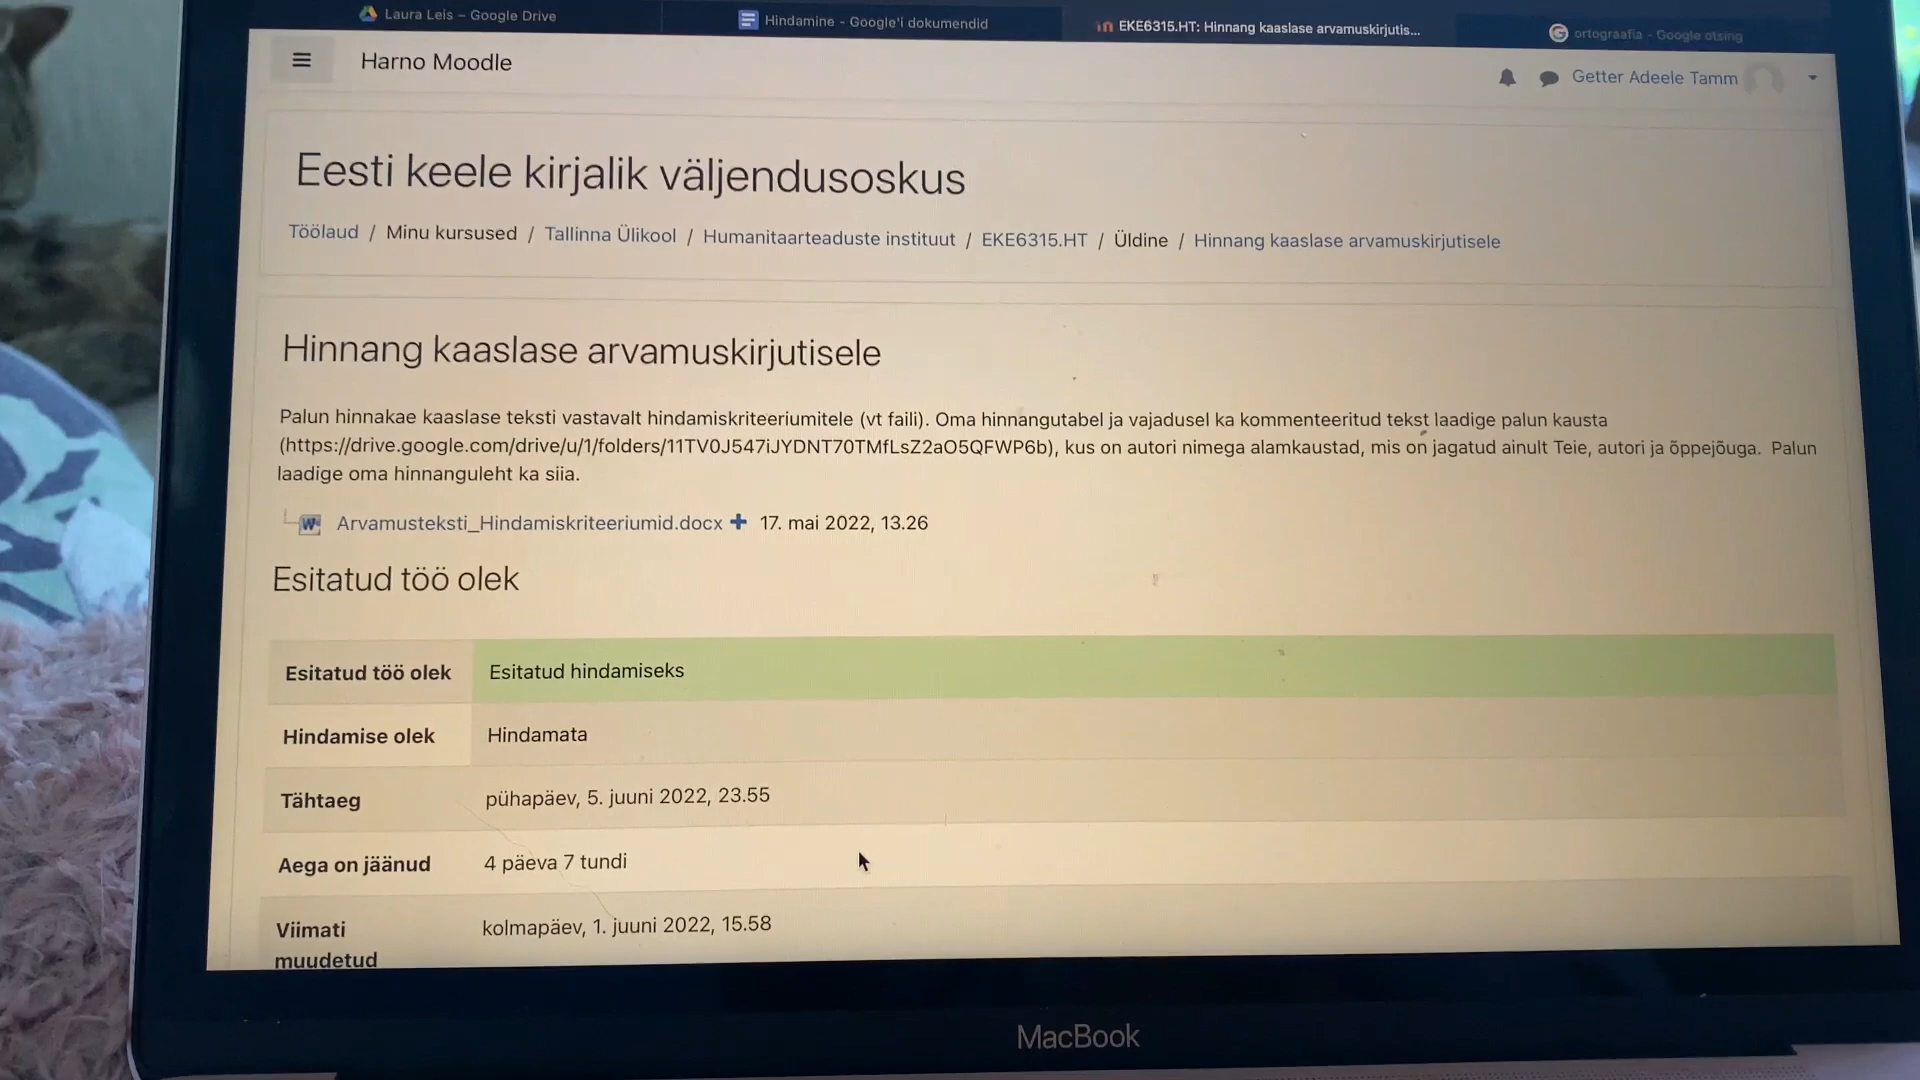 Laura Leis – Google Drive
Hindamine - Google'i dokumendid
EKE6315.HT: Hinnang kaaslase arvamuskirjutis...
ortograafia - Google otsing
Harno Moodle
Getter Adeele Tamm
Eesti keele kirjalik väljendusoskus
Töölaud / Minu kursused / Tallinna Ülikool / Humanitaarteaduste instituut / EKE6315.HT / Üldine / Hinnang kaaslase arvamuskirjutisele
Hinnang kaaslase arvamuskirjutisele
Palun hinnakae kaaslase teksti vastavalt hindamiskriteeriumitele (vt faili). Oma hinnangutabel ja vajadusel ka kommenteeritud tekst laadige palun kausta
(https://drive.google.com/drive/u/1/folders/11TV0J547iJYDNT70TMfLsZ2aO5QFWP6b), kus on autori nimega alamkaustad, mis on jagatud ainult Teie, autori ja õppejõuga. Palun
laadige oma hinnanguleht ka siia.
Arvamusteksti_Hindamiskriteeriumid.docx 17. mai 2022, 13.26
Esitatud töö olek
Esitatud töö olek Esitatud hindamiseks
Hindamise olek Hindamata
Tähtaeg pühapäev, 5. juuni 2022, 23.55
Aega on jäänud 4 päeva 7 tundi
Viimati kolmapäev, 1. juuni 2022, 15.58
muudetud
MacBook